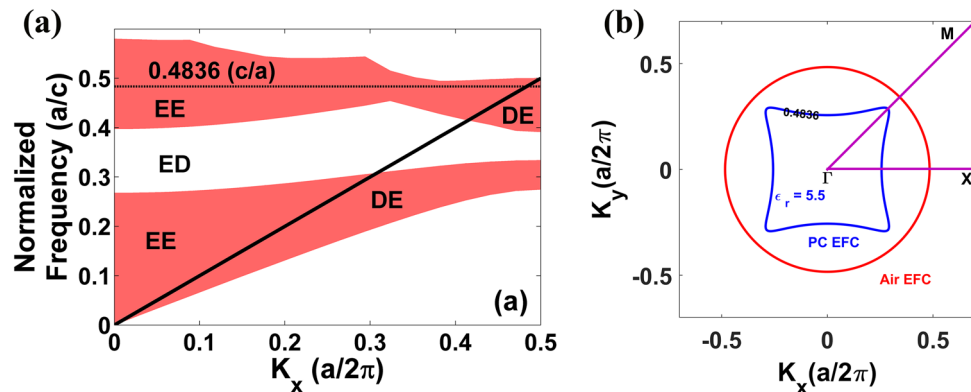 (a)
Normalized
Frequency (a/c)
0.5
0.4
0.3
0.2
0.1
0
0.4836 (c/a)
EE
DE
ED
EE
DE
(a)
0
0.1
0.2
0.3
0.4
0.5
K_x (a/2π)
(b)
K_y(a/2π)
0.5
0
-0.5
M
0.4836
Γ
X
ϵ_r = 5.5
PC EFC
Air EFC
-0.5
0
0.5
K_x(a/2π)